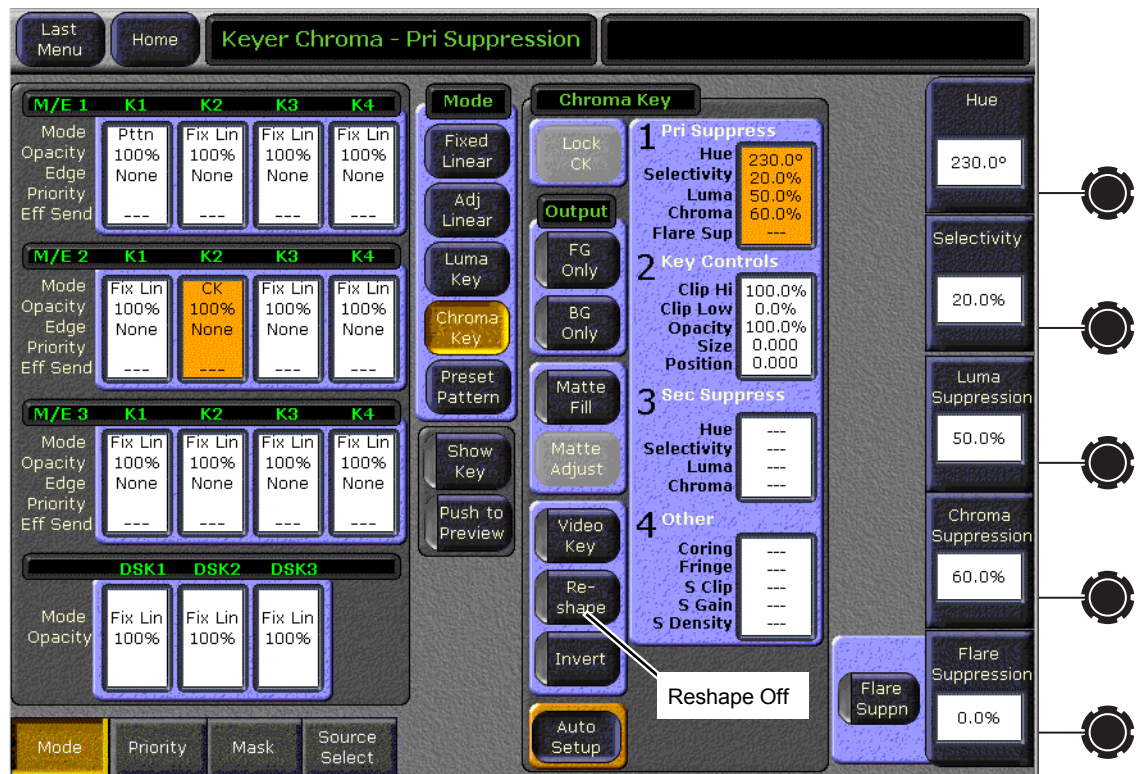 Last
Menu
Home
Keyer Chroma - Pri Suppression
M/E 1 K1 K2 K3 K4
Mode Pttn Fix Lin Fix Lin Fix Lin
Opacity 100% 100% 100% 100%
Edge None None None None
Priority
Eff Send --- --- --- ---
M/E 2 K1 K2 K3 K4
Mode Fix Lin CK Fix Lin Fix Lin
Opacity 100% 100% 100% 100%
Edge None None None None
Priority
Eff Send --- --- --- ---
M/E 3 K1 K2 K3 K4
Mode Fix Lin Fix Lin Fix Lin Fix Lin
Opacity 100% 100% 100% 100%
Edge None None None None
Priority
Eff Send --- --- --- ---
DSK1 DSK2 DSK3
Mode Fix Lin Fix Lin Fix Lin
Opacity 100% 100% 100%
Mode
Priority
Mask
Source
Select
Mode
Fixed
Linear
Adj
Linear
Luma
Key
Chroma
Key
Preset
Pattern
Show
Key
Push to
Preview
Chroma Key
Lock
CK
Output
FG
Only
BG
Only
Matte
Fill
Matte
Adjust
Video
Key
Re-
shape
Invert
Auto
Setup
1 Pri Suppress
Hue 230.0º
Selectivity 20.0%
Luma 50.0%
Chroma 60.0%
Flare Sup ---
2 Key Controls
Clip Hi 100.0%
Clip Low 0.0%
Opacity 100.0%
Size 0.000
Position 0.000
3 Sec Suppress
Hue ---
Selectivity ---
Luma ---
Chroma ---
4 Other
Coring ---
Fringe ---
S Clip ---
S Gain ---
S Density ---
Reshape Off
Flare
Suppn
Hue
230.0º
Selectivity
20.0%
Luma
Suppression
50.0%
Chroma
Suppression
60.0%
Flare
Suppression
0.0%